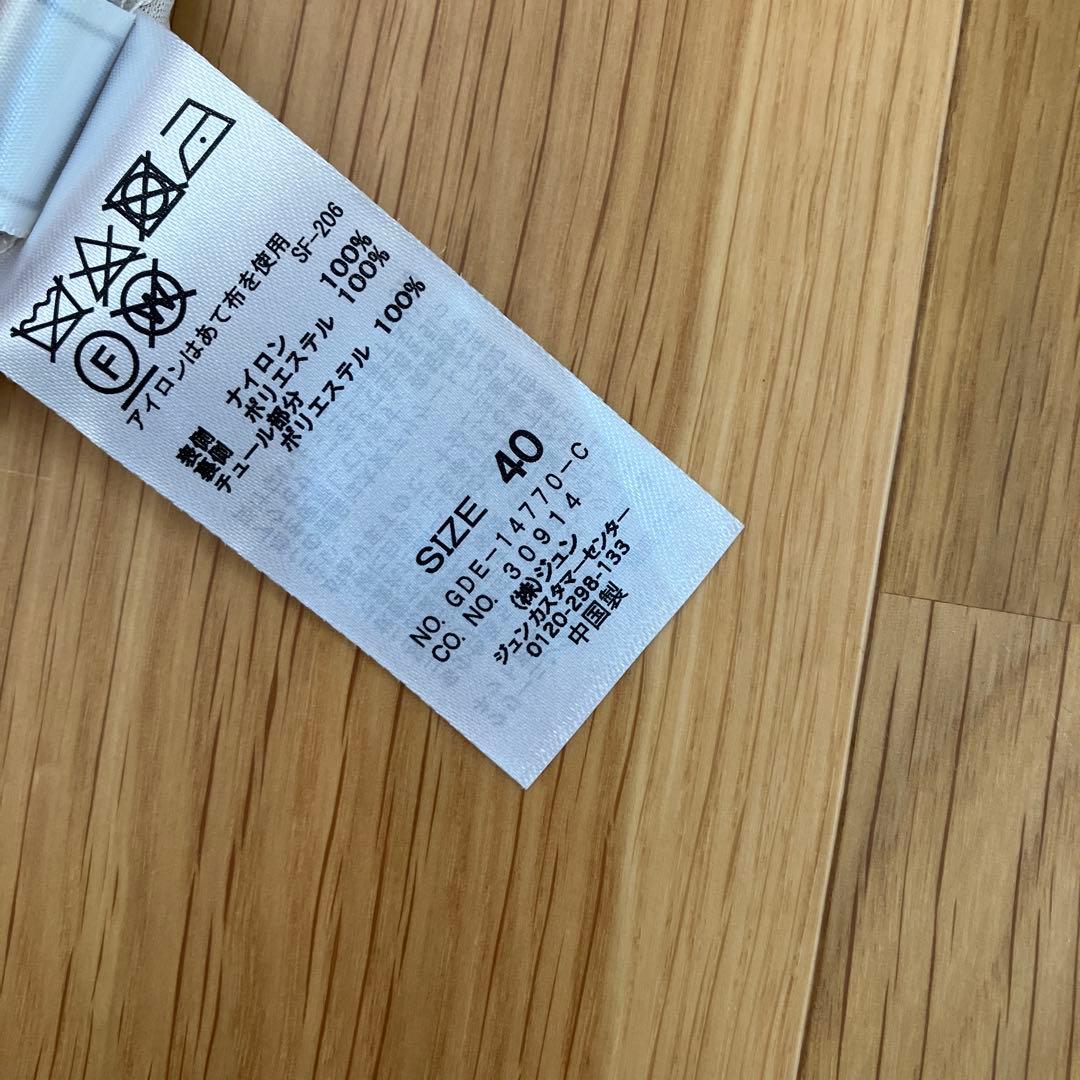 F
W
アイロンはあて布を使用
SF-206
表側 ナイロン 100%
裏側 ポリエステル 100%
チュール部分
ポリエステル 100%
SIZE 40
NO. GDE-14770-C
CO. NO. 30914
(株)ジュン
ジュンカスタマーセンター
0120-298-133
中国製